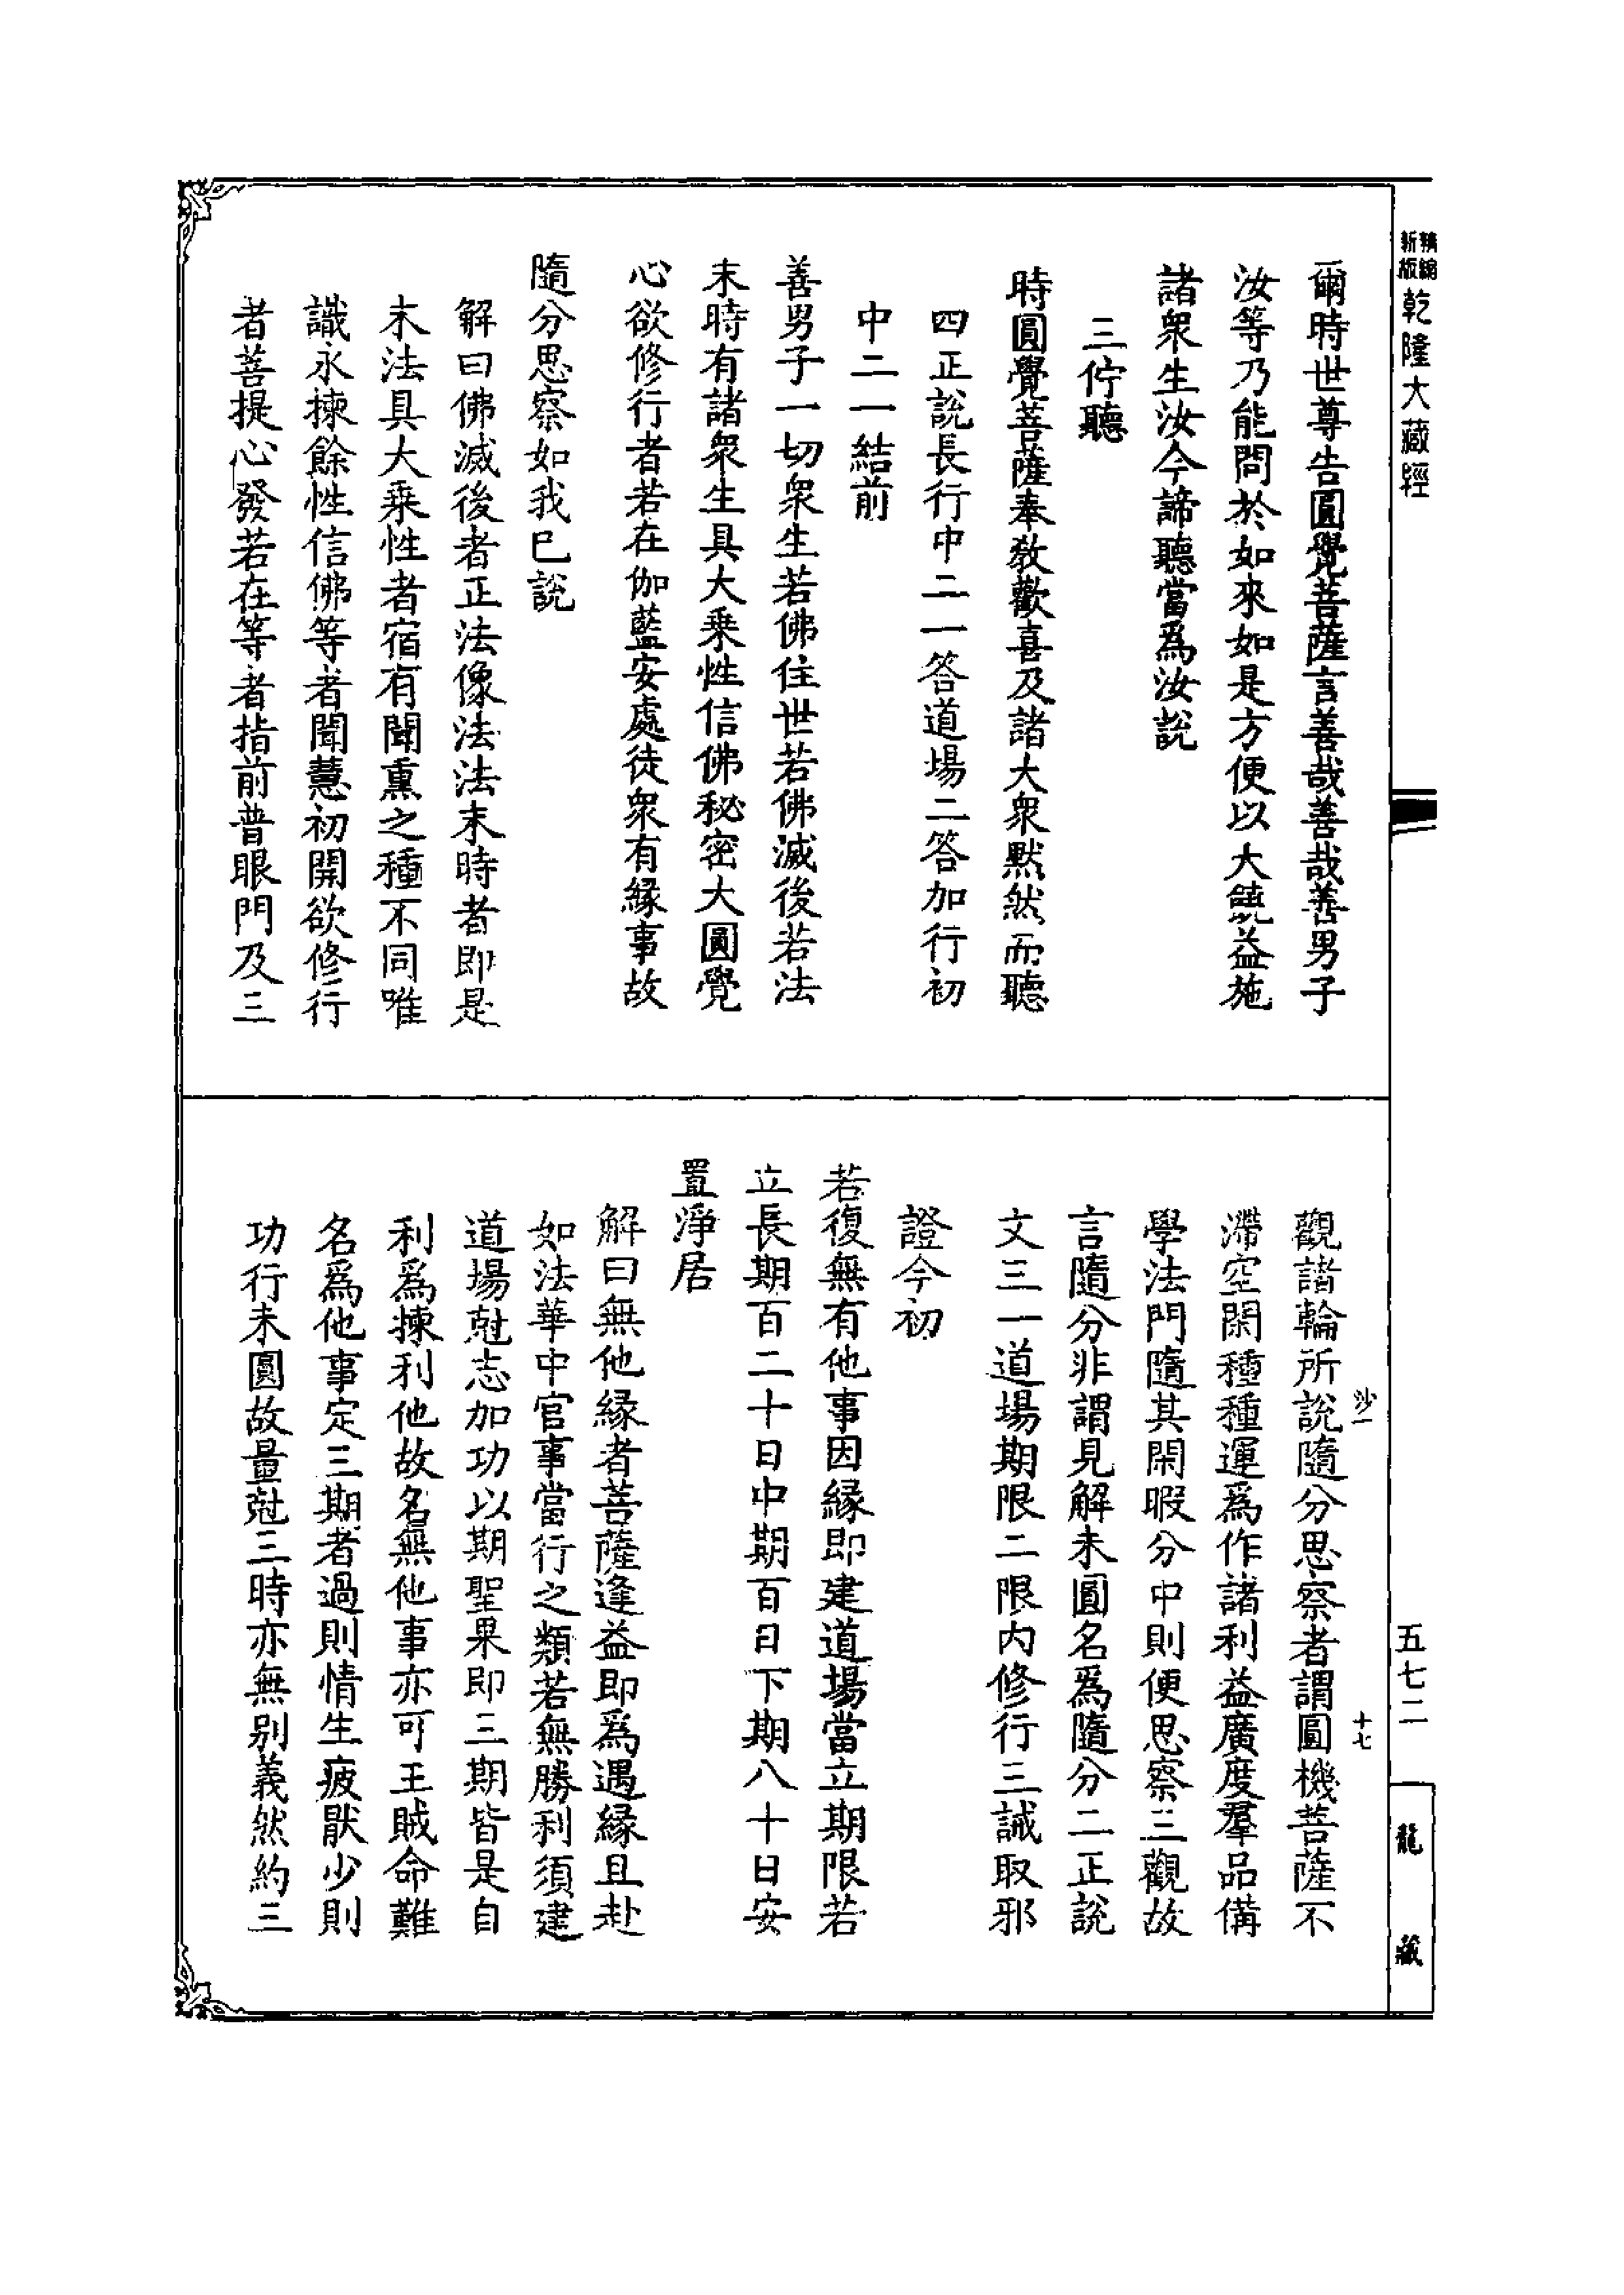 精縮新版 乾隆大藏經
爾時世尊告圓覺菩薩言善哉善哉善男子
汝等乃能問於如來如是方便以大饒益施
諸衆生汝今諦聽當爲汝說
三佇聽
時圓覺菩薩奉敎歡喜及諸大衆默然而聽
四正說長行中二一答道場二答加行初
中二一結前
善男子一切衆生若佛住世若佛滅後若法
末時有諸衆生具大乘性信佛秘密大圓覺
心欲修行者若在伽藍安處徒衆有緣事故
隨分思察如我已說
解曰佛滅後者正法像法法末時者即是
末法具大乘性者宿有聞熏之種不同唯
識永揀餘性信佛等者聞慧初開欲修行
者菩提心發若在等者指前普眼門及三
觀諸輪所說隨分思察者謂圓機菩薩不
滯空閑種種運爲作諸利益廣度羣品備
學法門隨其閑暇分中則便思察三觀故
言隨分非謂見解未圓名爲隨分二正說
文三一道場期限二限內修行三誡取邪
證今初
若復無有他事因緣即建道場當立期限若
立長期百二十日中期百日下期八十日安
置淨居
解曰無他緣者菩薩逢益即爲遇緣且赴
如法華中官事當行之類若無勝利須建
道場尅志加功以期聖果即三期皆是自
利爲揀利他故名無他事亦可王賊命難
名爲他事定三期者過則情生疲猒少則
功行未圓故量尅三時亦無別義然約三
沙一
十七
五七二
龍藏